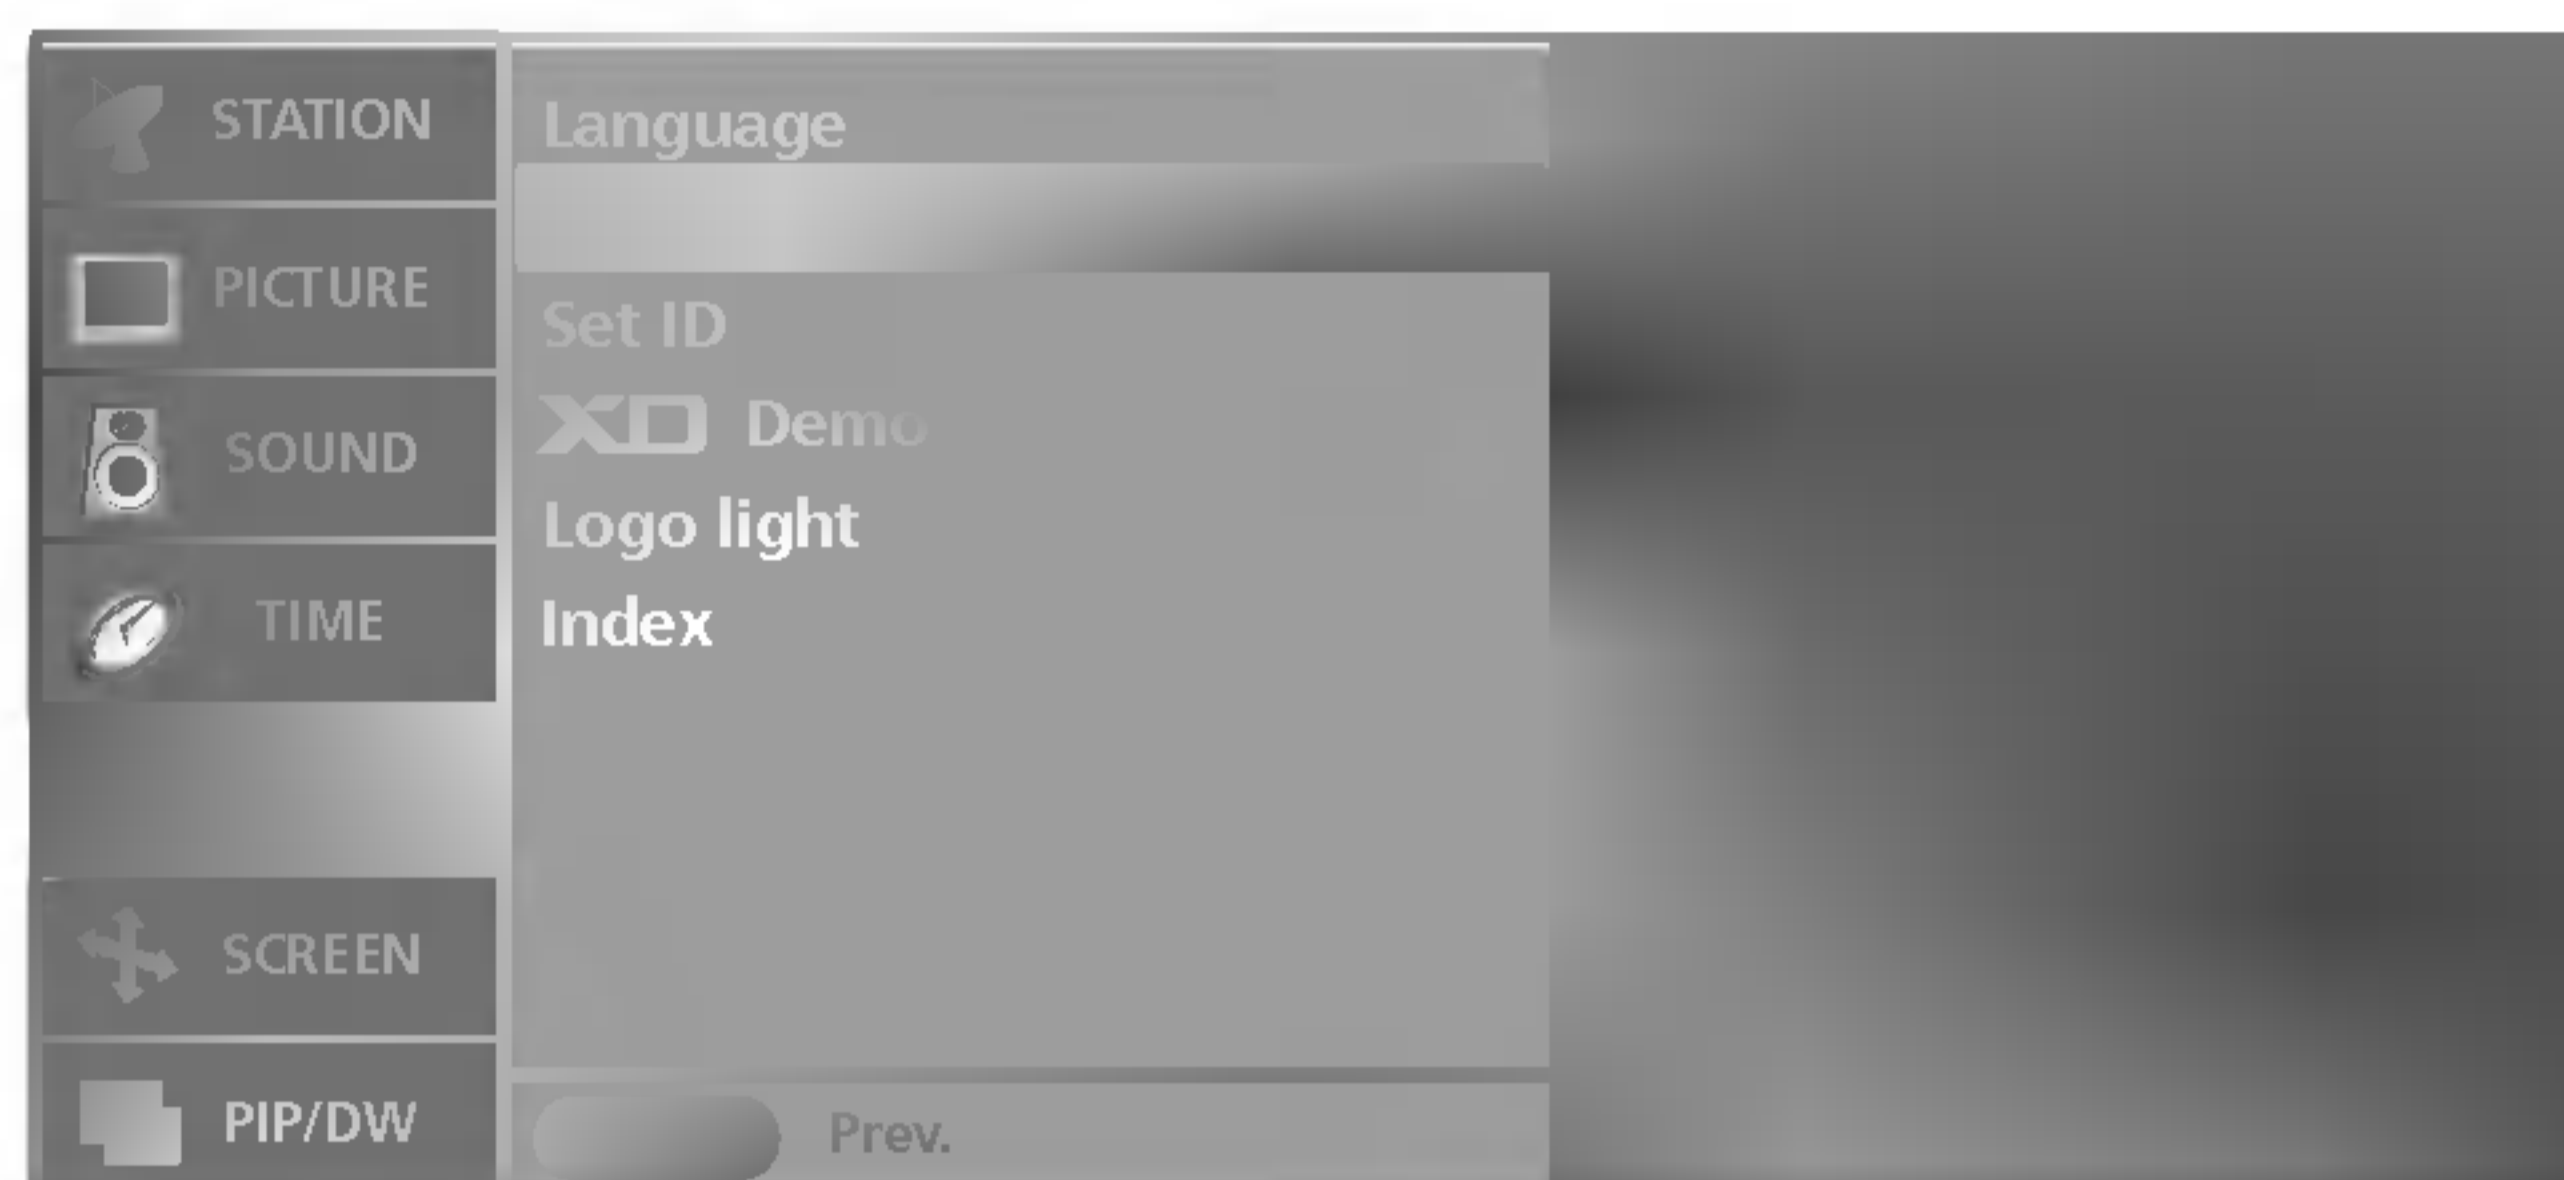 STATION
PICTURE
SOUND
TIME
SCREEN
PIP/DW
Language
Set ID
XD Demo
Logo light
Index
Prev.